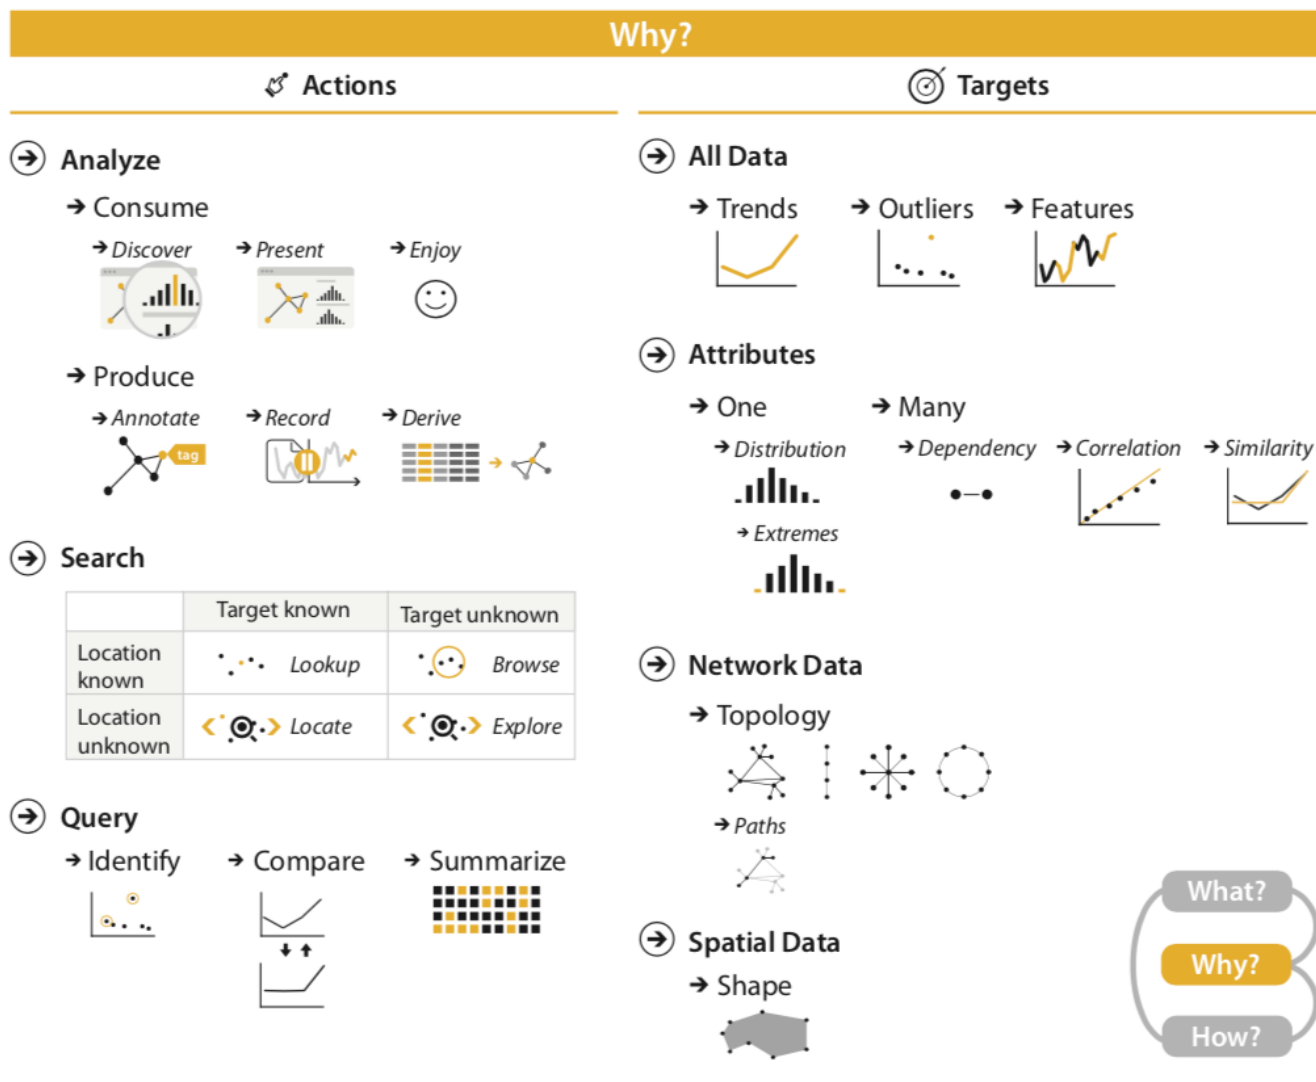 Why?
Actions
Analyze
Consume
Discover Present Enjoy
Produce
Annotate Record Derive
tag
Search
Target known Target unknown
Location known Lookup Browse
Location unknown Locate Explore
Query
Identify Compare Summarize
Targets
All Data
Trends Outliers Features
Attributes
One Many
Distribution Dependency Correlation Similarity
Extremes
Network Data
Topology
Paths
Spatial Data
Shape
What?
Why?
How?